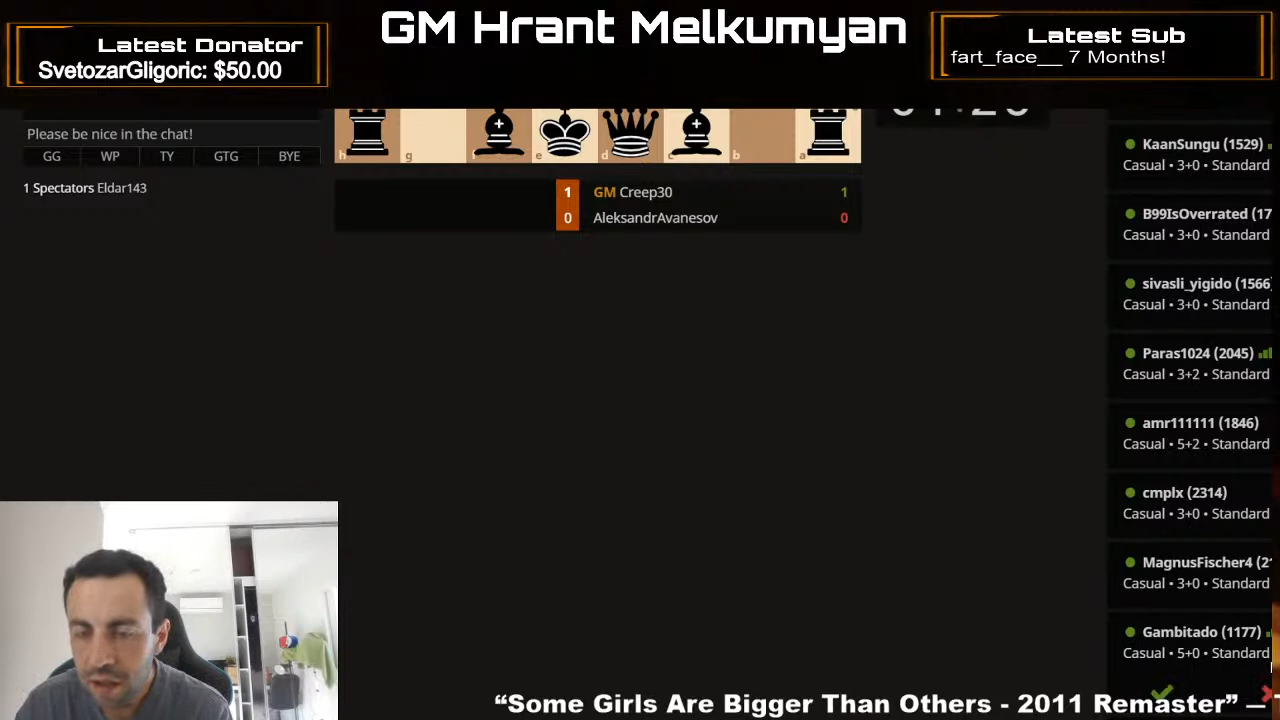 GM Hrant Melkumyan
Latest Donator
SvetozarGligoric: $50.00
Latest Sub
fart_face__ 7 Months!
Please be nice in the chat!
GG WP TY GTG BYE
1 Spectators Eldar143
h g f e d c b a
1 GM Creep30 1
0 AleksandrAvanesov 0
KaanSungu (1529)
Casual • 3+0 • Standard
B99IsOverrated (17
Casual • 3+0 • Standard
sivasli_yigido (1566)
Casual • 3+0 • Standard
Paras1024 (2045)
Casual • 3+2 • Standard
amr111111 (1846)
Casual • 5+2 • Standard
cmplx (2314)
Casual • 3+0 • Standard
MagnusFischer4 (21
Casual • 3+0 • Standard
Gambitado (1177)
Casual • 5+0 • Standard
“Some Girls Are Bigger Than Others - 2011 Remaster” —